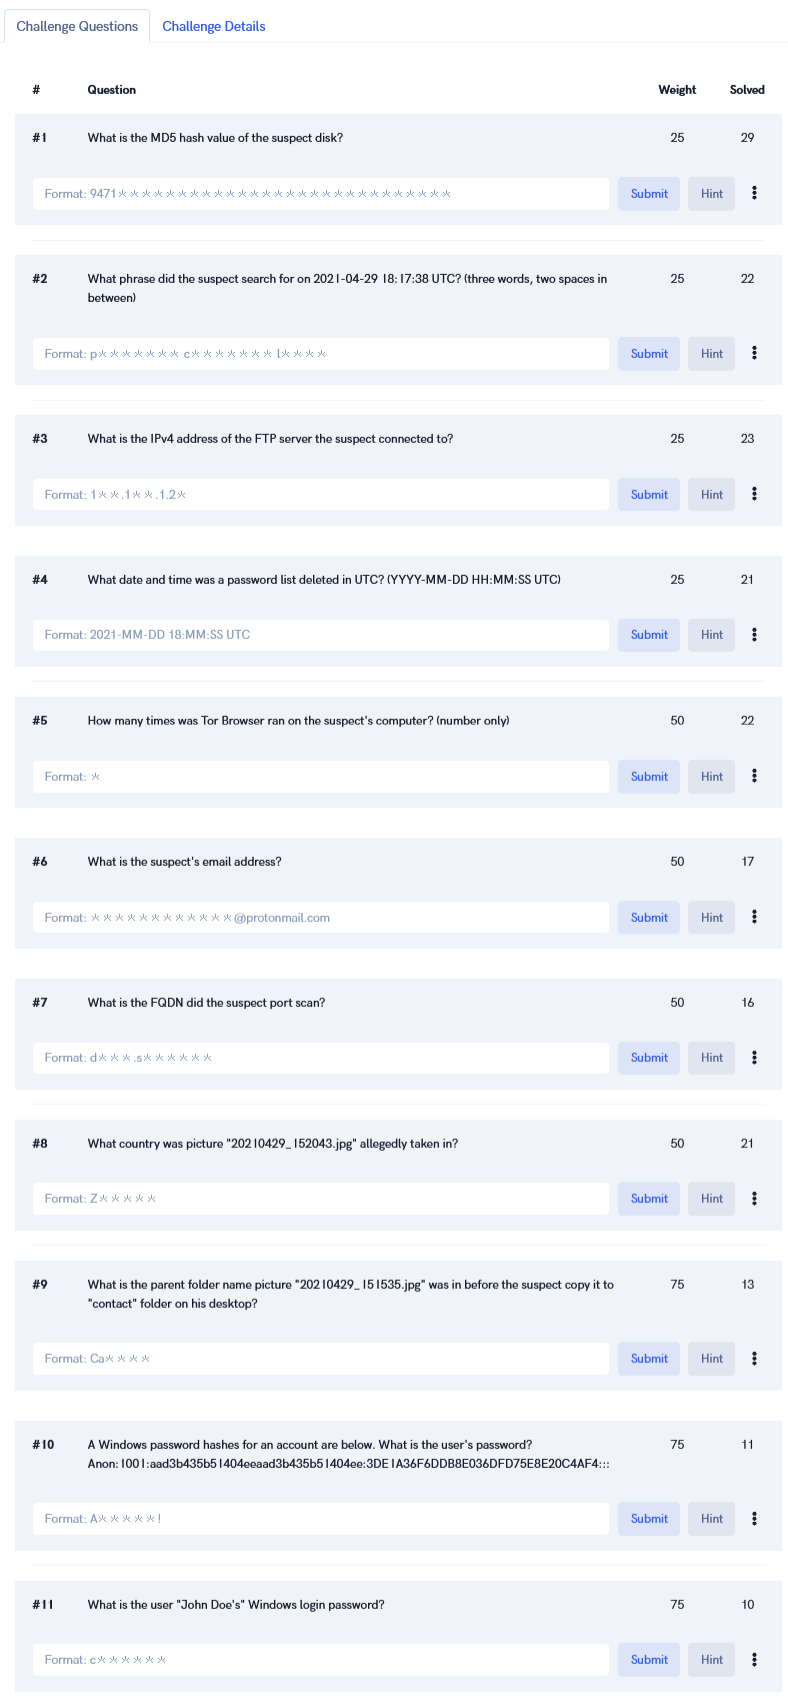 Challenge Questions Challenge Details
# Question Weight Solved
#1 What is the MD5 hash value of the suspect disk? 25 29
Format: 9471**************************** Submit Hint
#2 What phrase did the suspect search for on 2021-04-29 18:17:38 UTC? (three words, two spaces in 25 22
between)
Format: p******* c******* l**** Submit Hint
#3 What is the IPv4 address of the FTP server the suspect connected to? 25 23
Format: 1**.1**.1.2* Submit Hint
#4 What date and time was a password list deleted in UTC? (YYYY-MM-DD HH:MM:SS UTC) 25 21
Format: 2021-MM-DD 18:MM:SS UTC Submit Hint
#5 How many times was Tor Browser ran on the suspect's computer? (number only) 50 22
Format: * Submit Hint
#6 What is the suspect's email address? 50 17
Format: ************@protonmail.com Submit Hint
#7 What is the FQDN did the suspect port scan? 50 16
Format: d***.s****** Submit Hint
#8 What country was picture "20210429_152043.jpg" allegedly taken in? 50 21
Format: Z***** Submit Hint
#9 What is the parent folder name picture "20210429_151535.jpg" was in before the suspect copy it to 75 13
"contact" folder on his desktop?
Format: Ca**** Submit Hint
#10 A Windows password hashes for an account are below. What is the user's password? 75 11
Anon:1001:aad3b435b51404eeaad3b435b51404ee:3DE1A36F6DDB8E036DFD75E8E20C4AF4:::
Format: A*****! Submit Hint
#11 What is the user "John Doe's" Windows login password? 75 10
Format: c****** Submit Hint